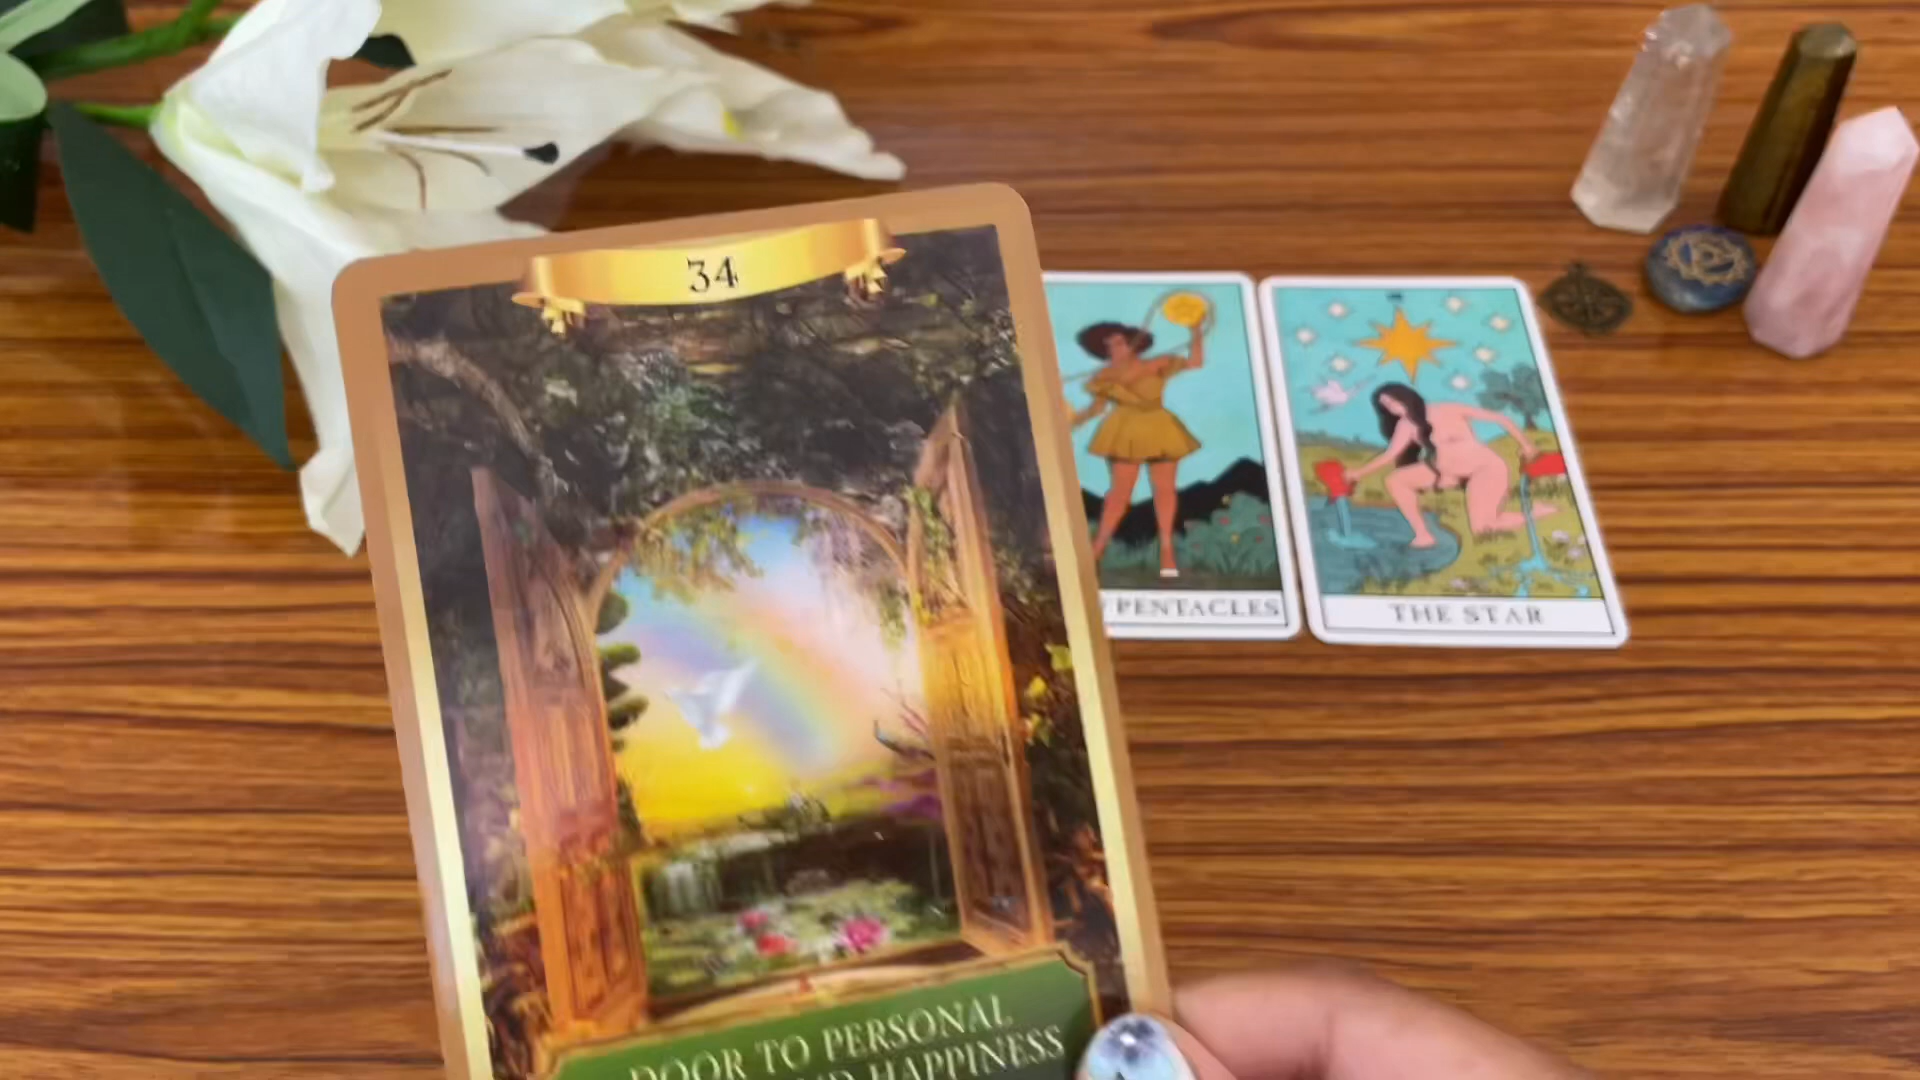 34
DOOR TO PERSONAL
HAPPINESS
PENTACLES
THE STAR